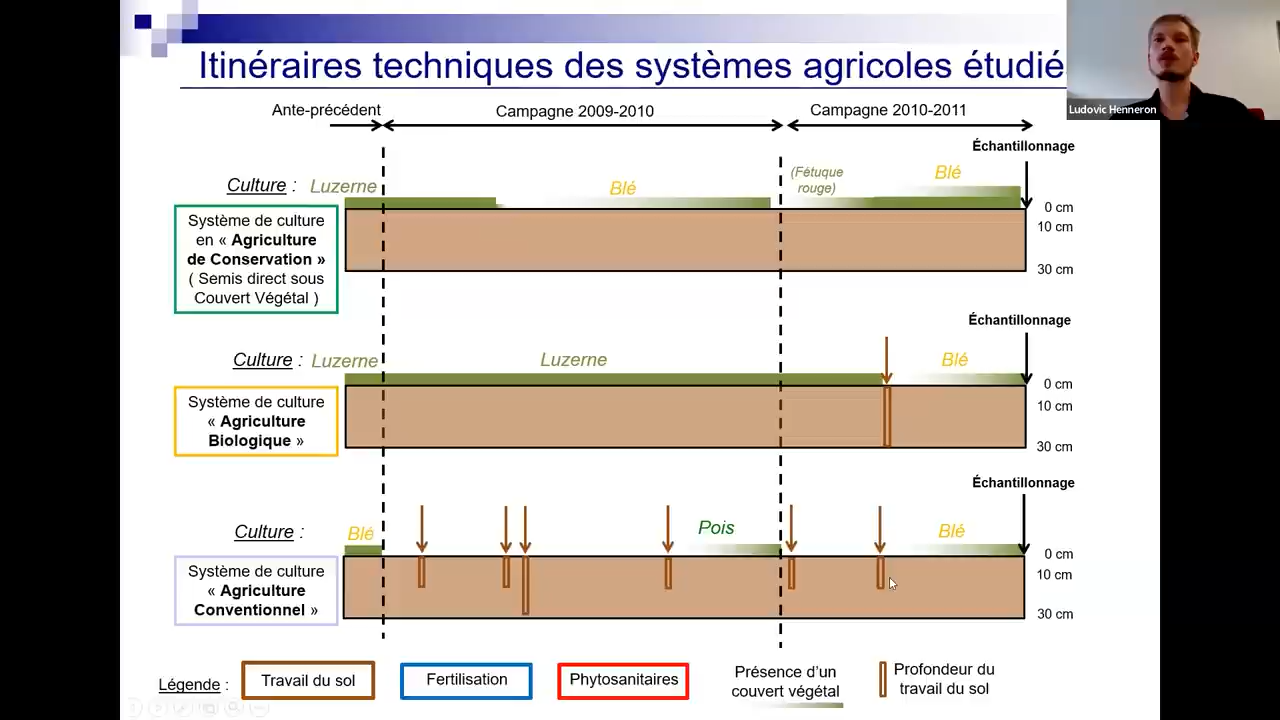 Itinéraires techniques des systèmes agricoles étudié
Ludovic Henneron
Ante-précédent
Campagne 2009-2010
Campagne 2010-2011
Échantillonnage
Culture : Luzerne
Blé
(Fétuque
rouge)
Blé
Système de culture
en « Agriculture
de Conservation »
( Semis direct sous
Couvert Végétal )
0 cm
10 cm
30 cm
Échantillonnage
Culture : Luzerne
Luzerne
Blé
Système de culture
« Agriculture
Biologique »
0 cm
10 cm
30 cm
Échantillonnage
Culture :
Blé
Pois
Blé
Système de culture
« Agriculture
Conventionnel »
0 cm
10 cm
30 cm
Légende :
Travail du sol
Fertilisation
Phytosanitaires
Présence d’un
couvert végétal
Profondeur du
travail du sol